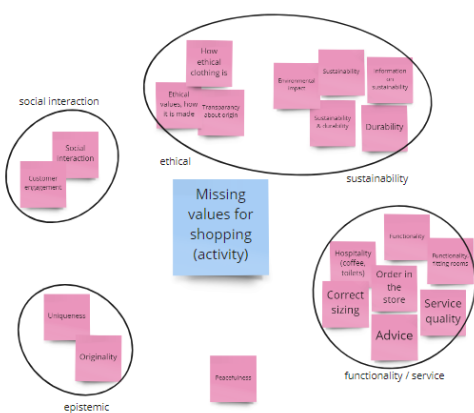 How
ethical
clothing is
Ethical
values, how
it is made
Transparency
about origin
ethical
Environmental
impact
Sustainability
Information
on
sustainability
Sustainability
& durability
Durability
sustainability
social interaction
Social
interaction
Customer
engagement
Missing
values for
shopping
(activity)
Functionality
Hospitality
(coffee,
toilets)
Functionality
fitting rooms
Order in
the
store
Correct
sizing
Service
quality
Advice
functionality / service
Uniqueness
Originality
epistemic
Peacefulness